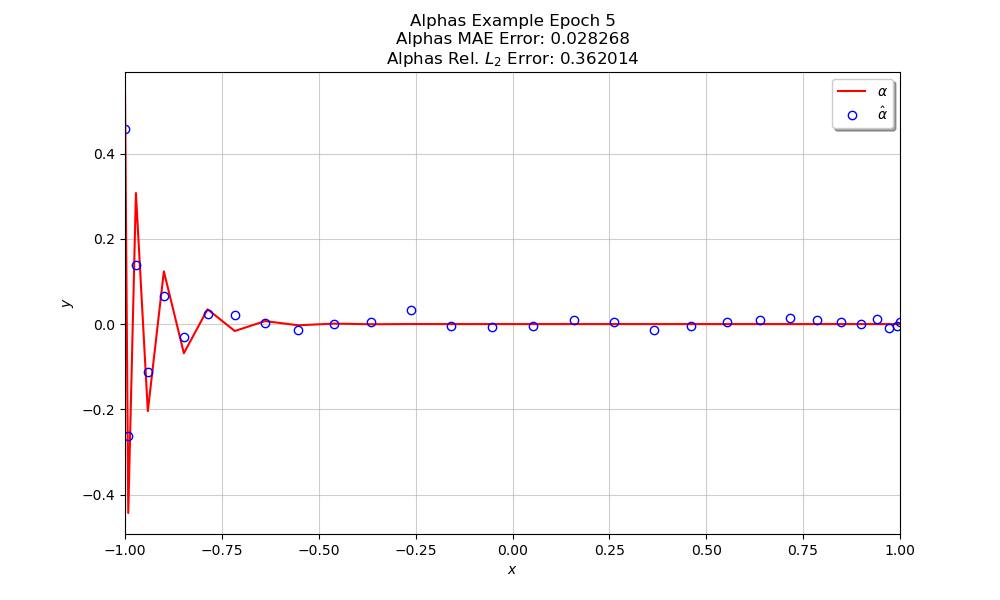 Alphas Example Epoch 5
Alphas MAE Error: 0.028268
Alphas Rel. L₂ Error: 0.362014
α
α̂
0.4
0.2
0.0
−0.2
−0.4
y
−1.00 −0.75 −0.50 −0.25 0.00 0.25 0.50 0.75 1.00
x